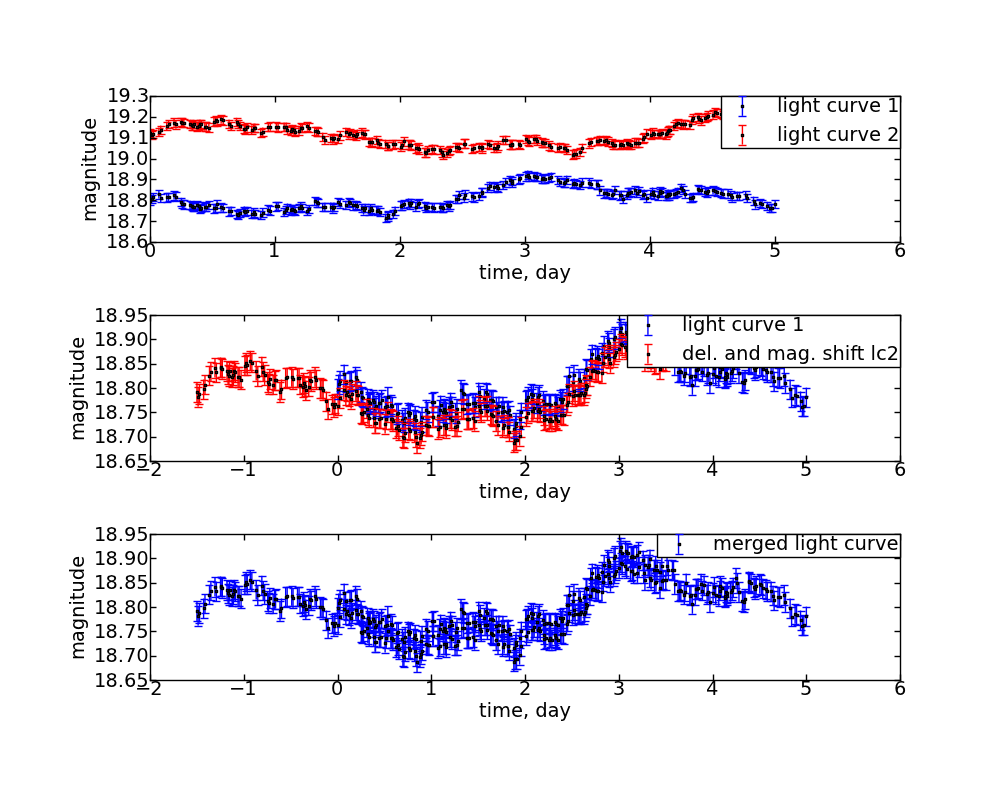 19.3
19.2
19.1
19.0
18.9
18.8
18.7
18.6
magnitude
light curve 1
light curve 2
0 1 2 3 4 5 6
time, day
18.95
18.90
18.85
18.80
18.75
18.70
18.65
magnitude
light curve 1
del. and mag. shift lc2
−2 −1 0 1 2 3 4 5 6
time, day
18.95
18.90
18.85
18.80
18.75
18.70
18.65
magnitude
merged light curve
−2 −1 0 1 2 3 4 5 6
time, day